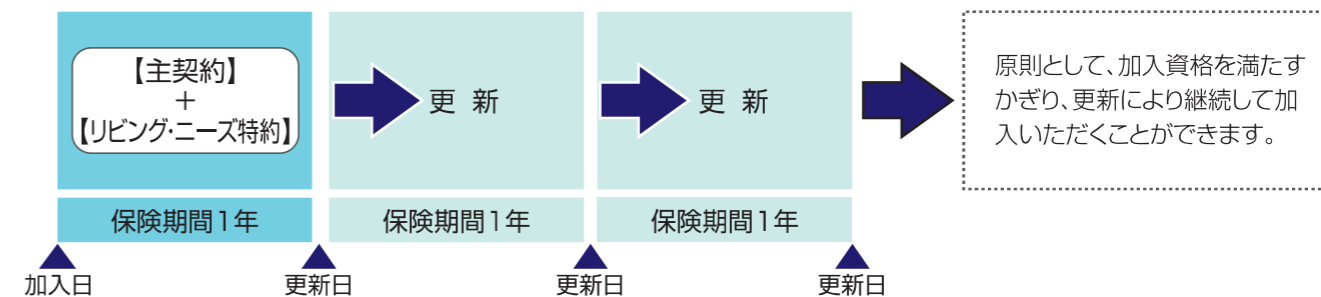 【主契約】
+
【リビング・ニーズ特約】
更 新
更 新
原則として、加入資格を満たす
かぎり、更新により継続して加
入いただくことができます。
保険期間1年
保険期間1年
保険期間1年
加入日
更新日
更新日
更新日